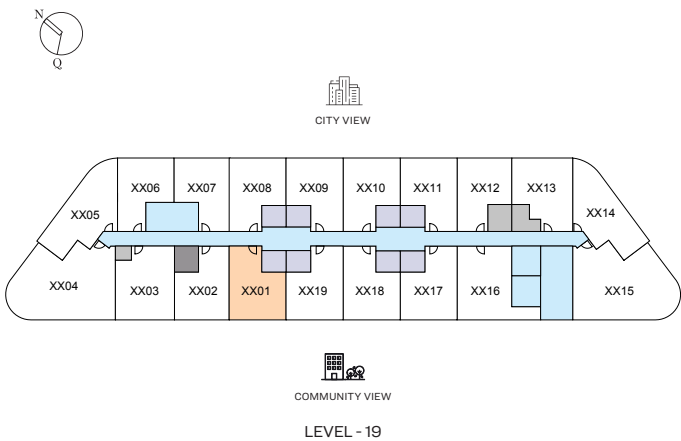 N
Q
CITY VIEW
XX06 XX07 XX08 XX09 XX10 XX11 XX12 XX13
XX05 XX14
XX04 XX03 XX02 XX01 XX19 XX18 XX17 XX16 XX15
COMMUNITY VIEW
LEVEL - 19